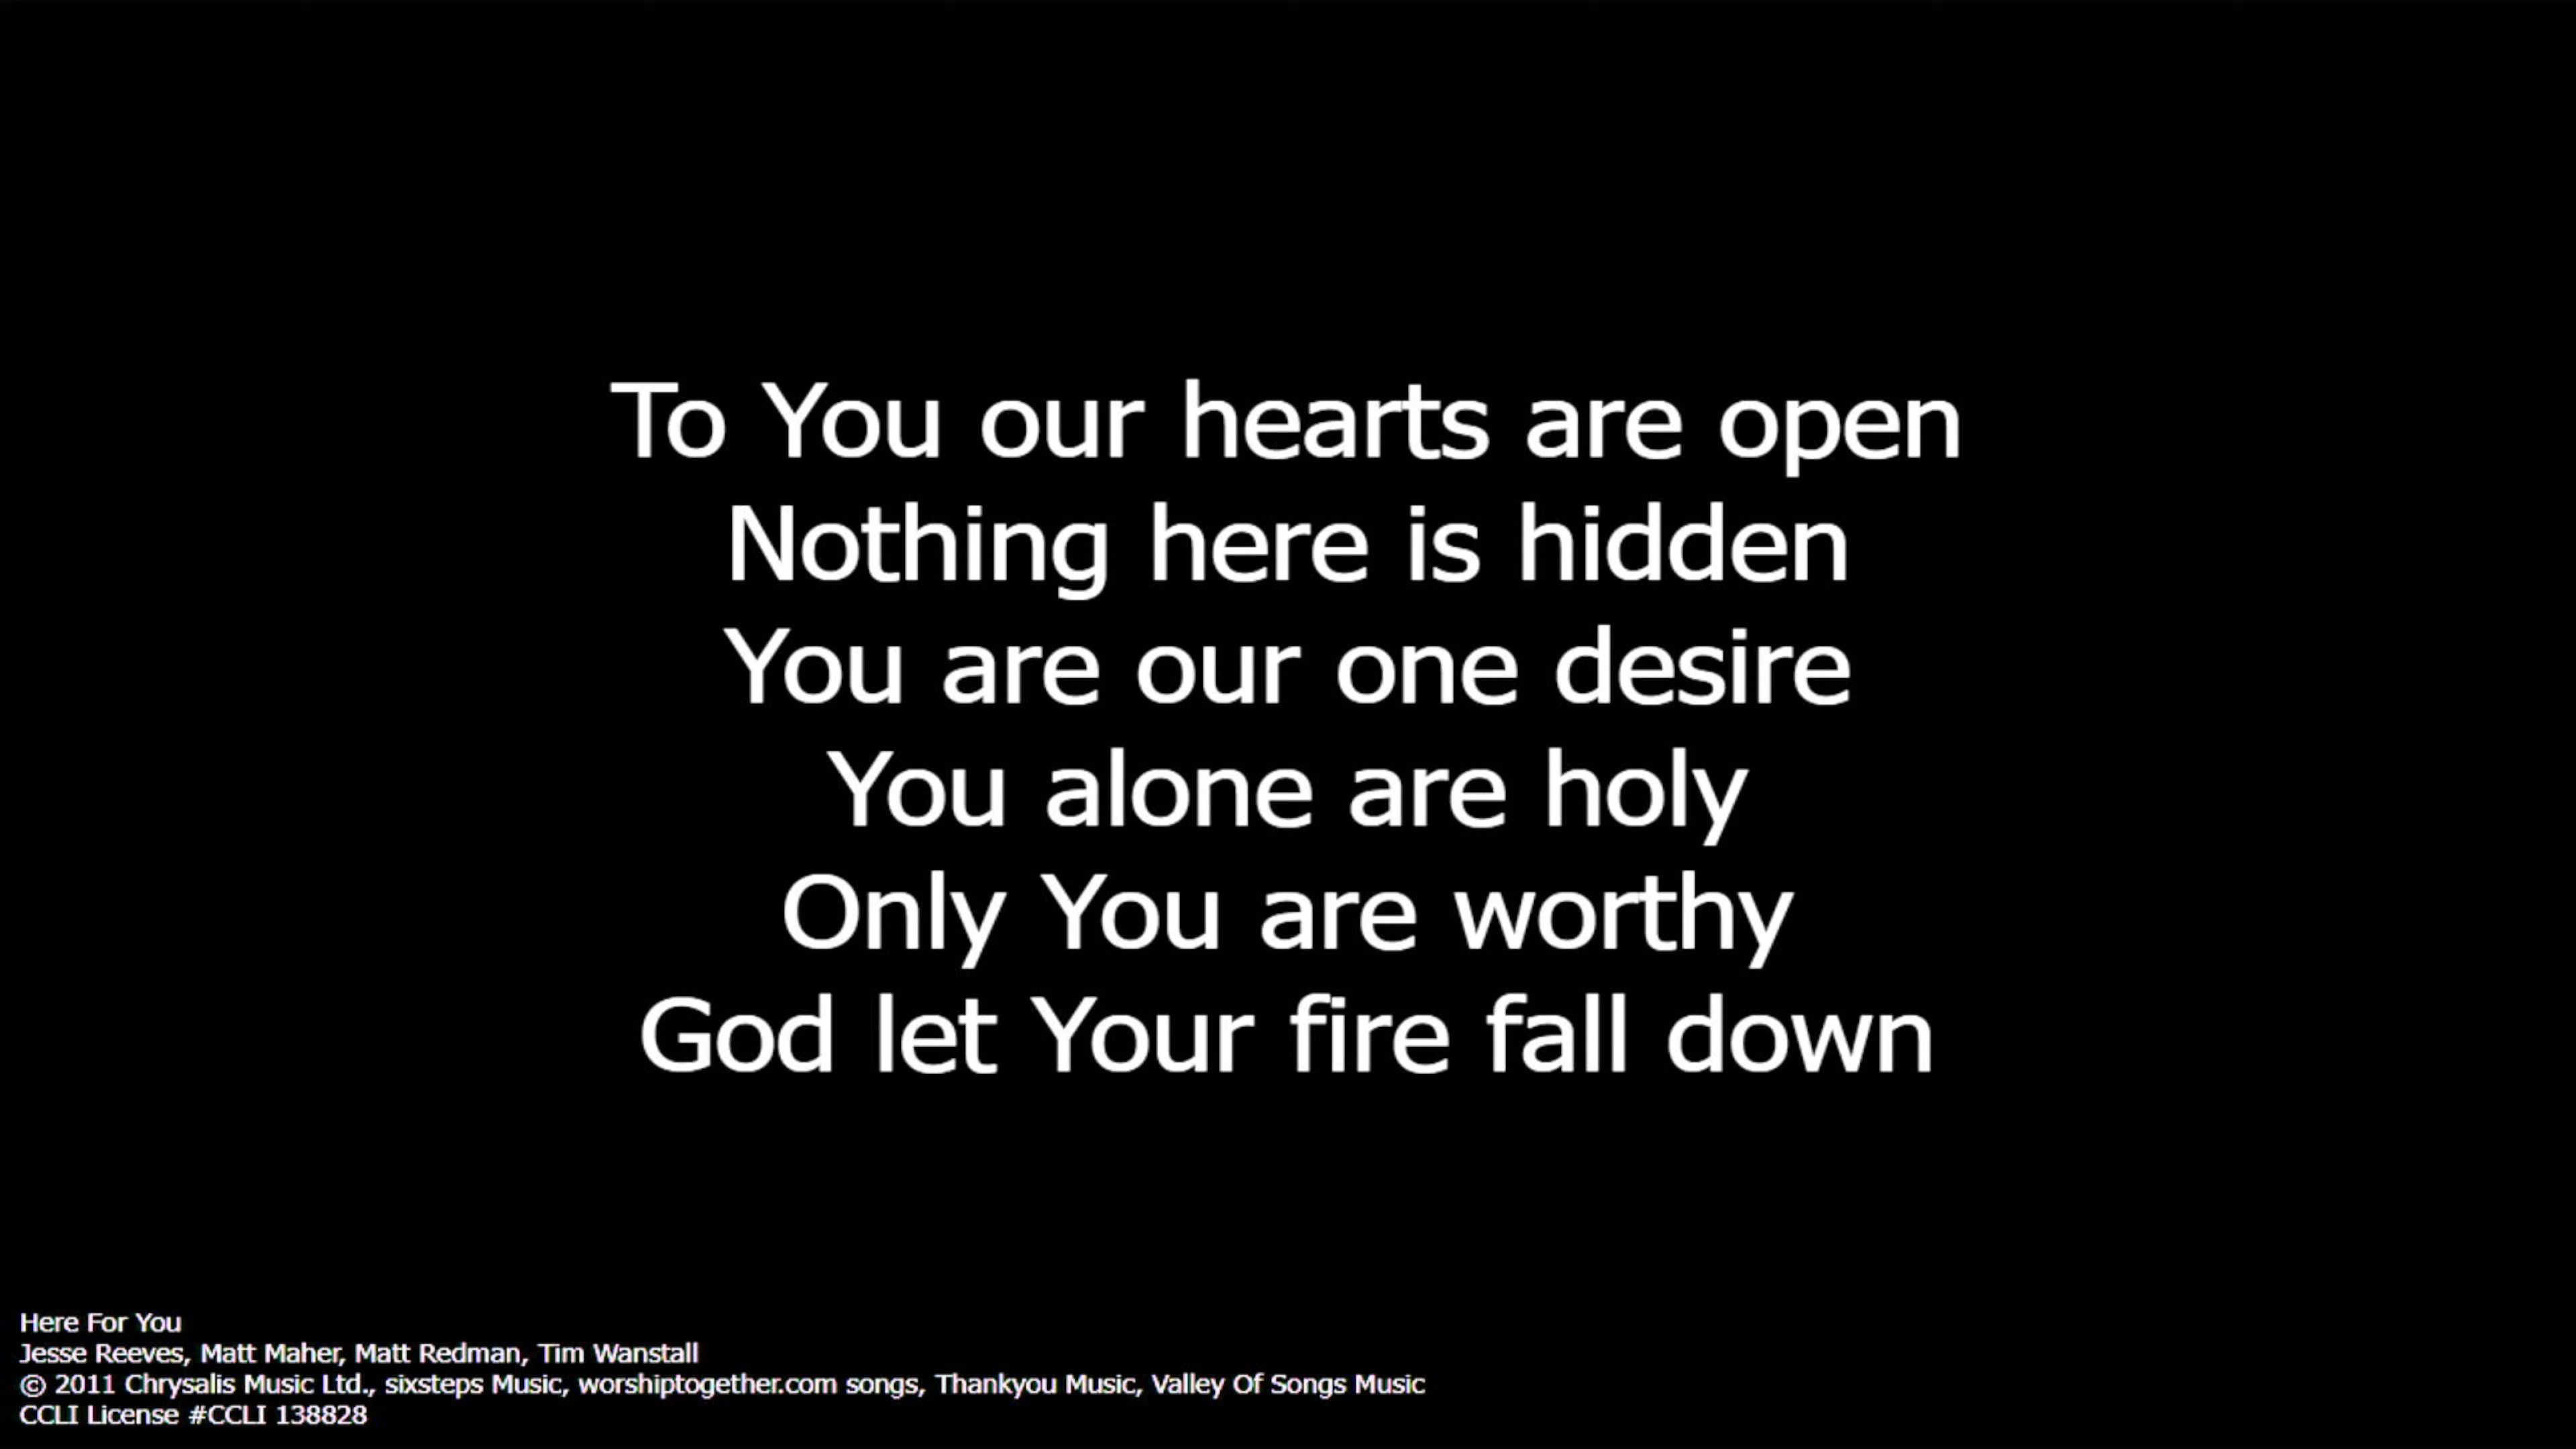 To You our hearts are open
Nothing here is hidden
You are our one desire
You alone are holy
Only You are worthy
God let Your fire fall down
Here For You
Jesse Reeves, Matt Maher, Matt Redman, Tim Wanstall
© 2011 Chrysalis Music Ltd., sixsteps Music, worshiptogether.com songs, Thankyou Music, Valley Of Songs Music
CCLI License #CCLI 138828